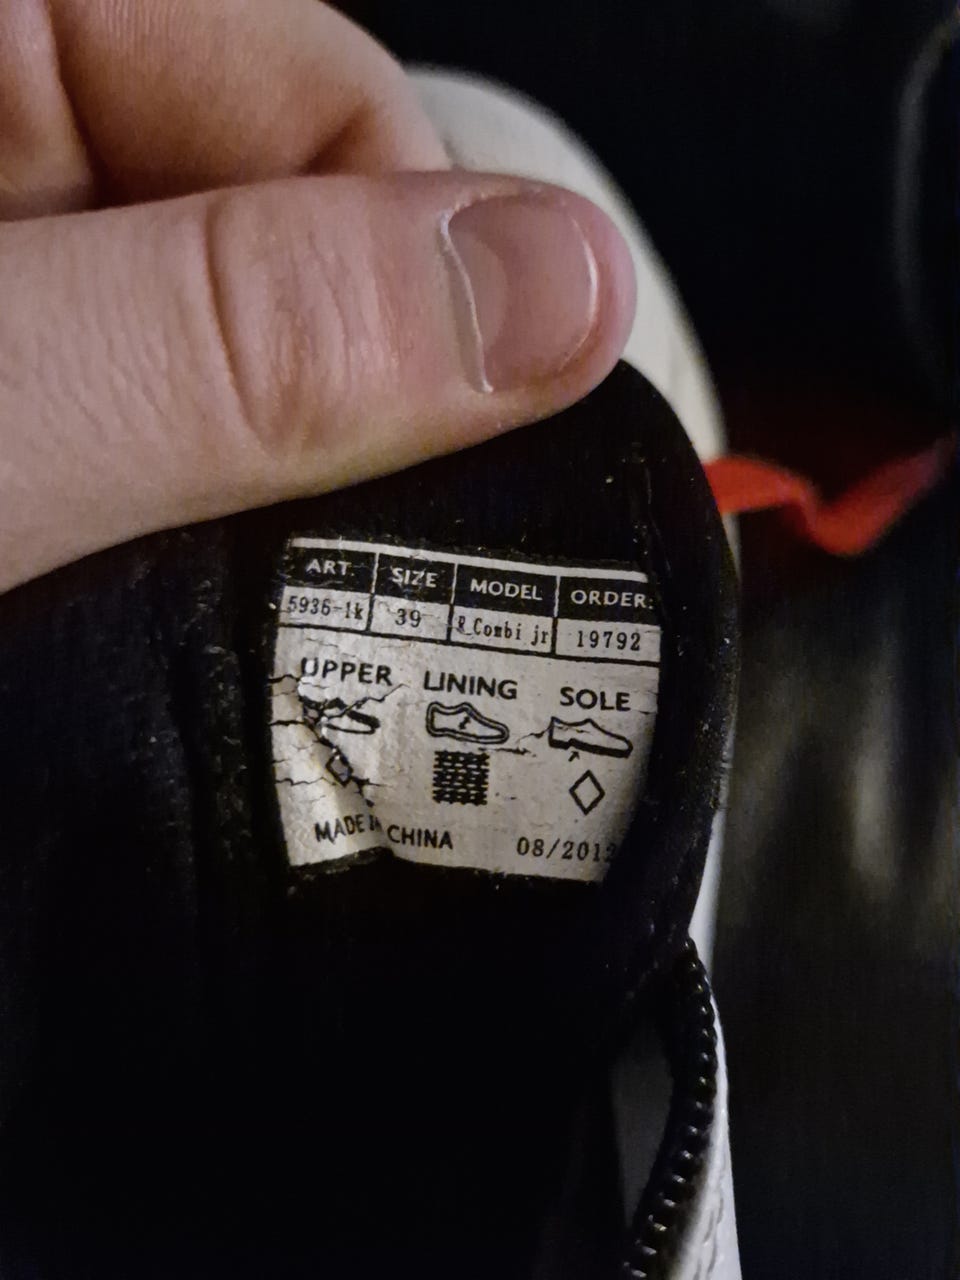 ART. SIZE MODEL ORDER:
5936-1k 39 R Combi jr 19792
UPPER LINING SOLE
MADE IN CHINA 08/2012